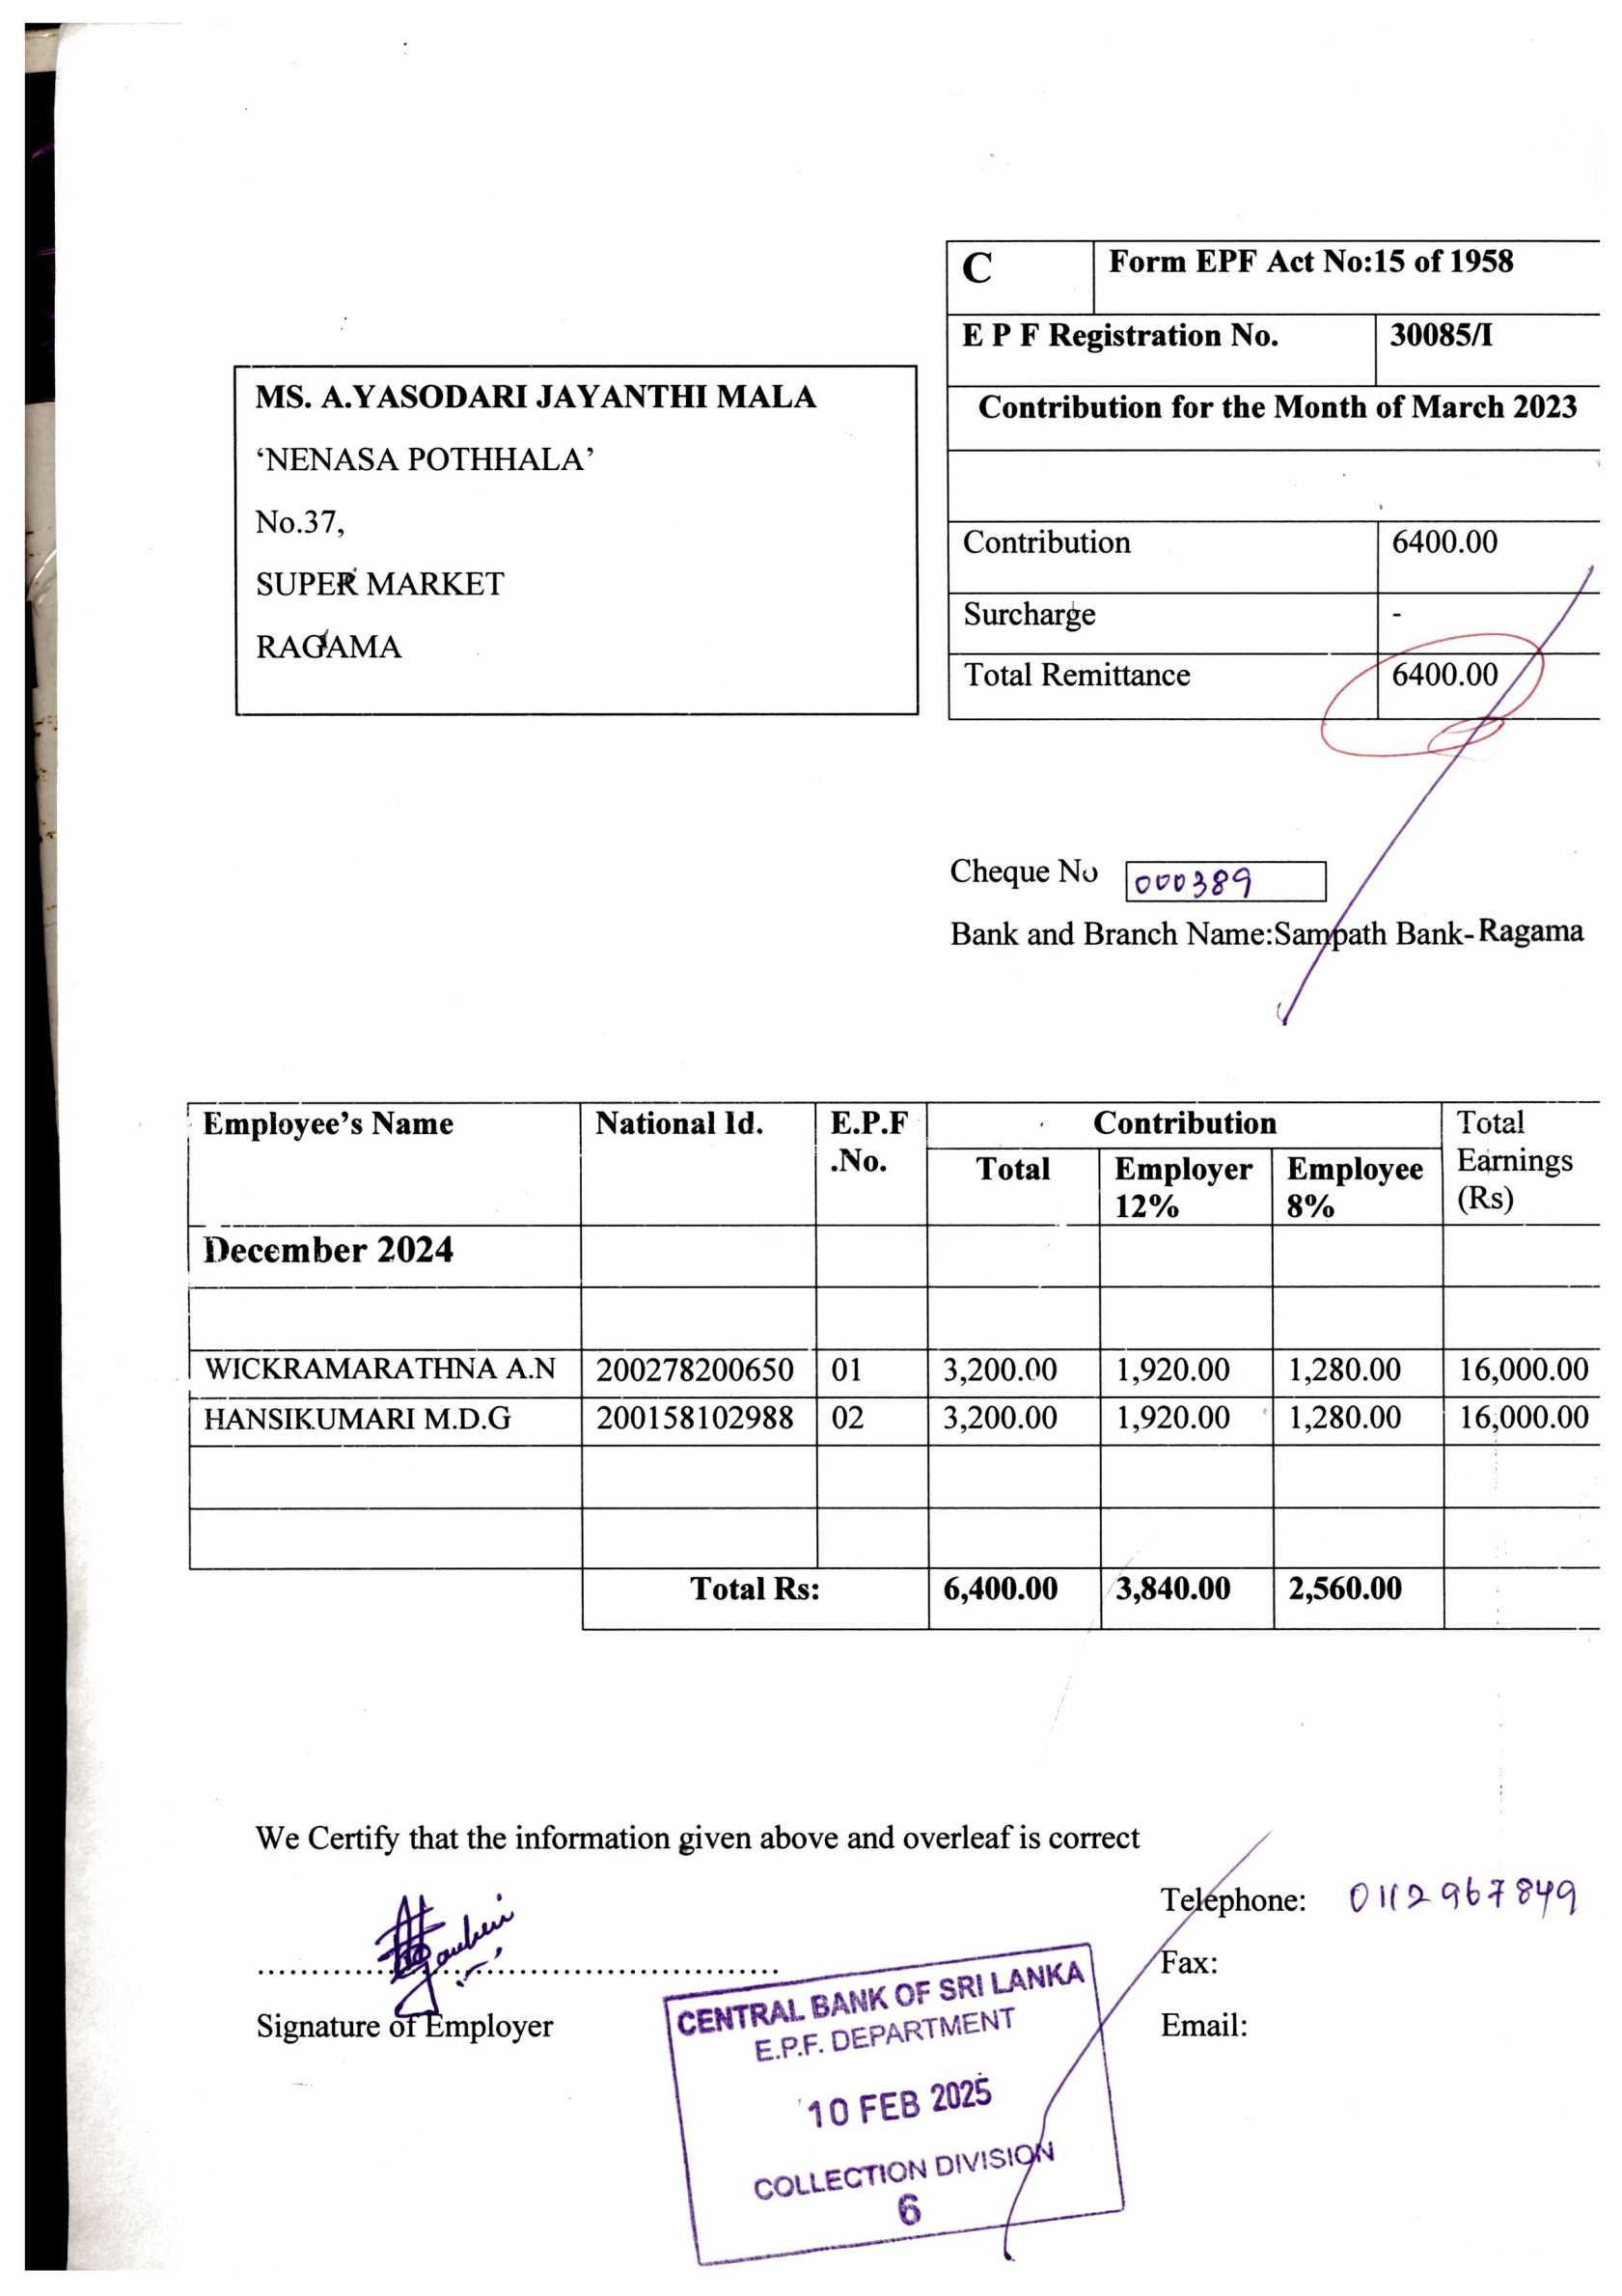 C Form EPF Act No:15 of 1958
E P F Registration No. 30085/I
Contribution for the Month of March 2023
Contribution 6400.00
Surcharge -
Total Remittance 6400.00
MS. A.YASODARI JAYANTHI MALA
‘NENASA POTHHALA’
No.37,
SUPER MARKET
RAGAMA
Cheque No 000389
Bank and Branch Name:Sampath Bank-Ragama
Employee’s Name National Id. E.P.F .No. Contribution Total Earnings (Rs)
Total Employer 12% Employee 8%
December 2024
WICKRAMARATHNA A.N 200278200650 01 3,200.00 1,920.00 1,280.00 16,000.00
HANSIKUMARI M.D.G 200158102988 02 3,200.00 1,920.00 1,280.00 16,000.00
Total Rs: 6,400.00 3,840.00 2,560.00
We Certify that the information given above and overleaf is correct
Telephone: 0112967849
Fax:
Signature of Employer
Email:
CENTRAL BANK OF SRI LANKA
E.P.F. DEPARTMENT
10 FEB 2025
COLLECTION DIVISION
6